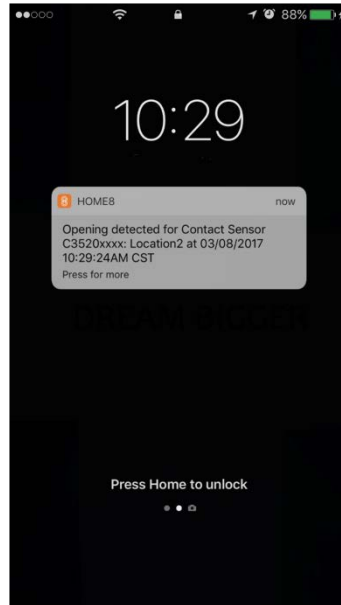 88%
10:29
HOME8 now
Opening detected for Contact Sensor
C3520xxxx: Location2 at 03/08/2017
10:29:24AM CST
Press for more
DREAM BIGGER
Press Home to unlock